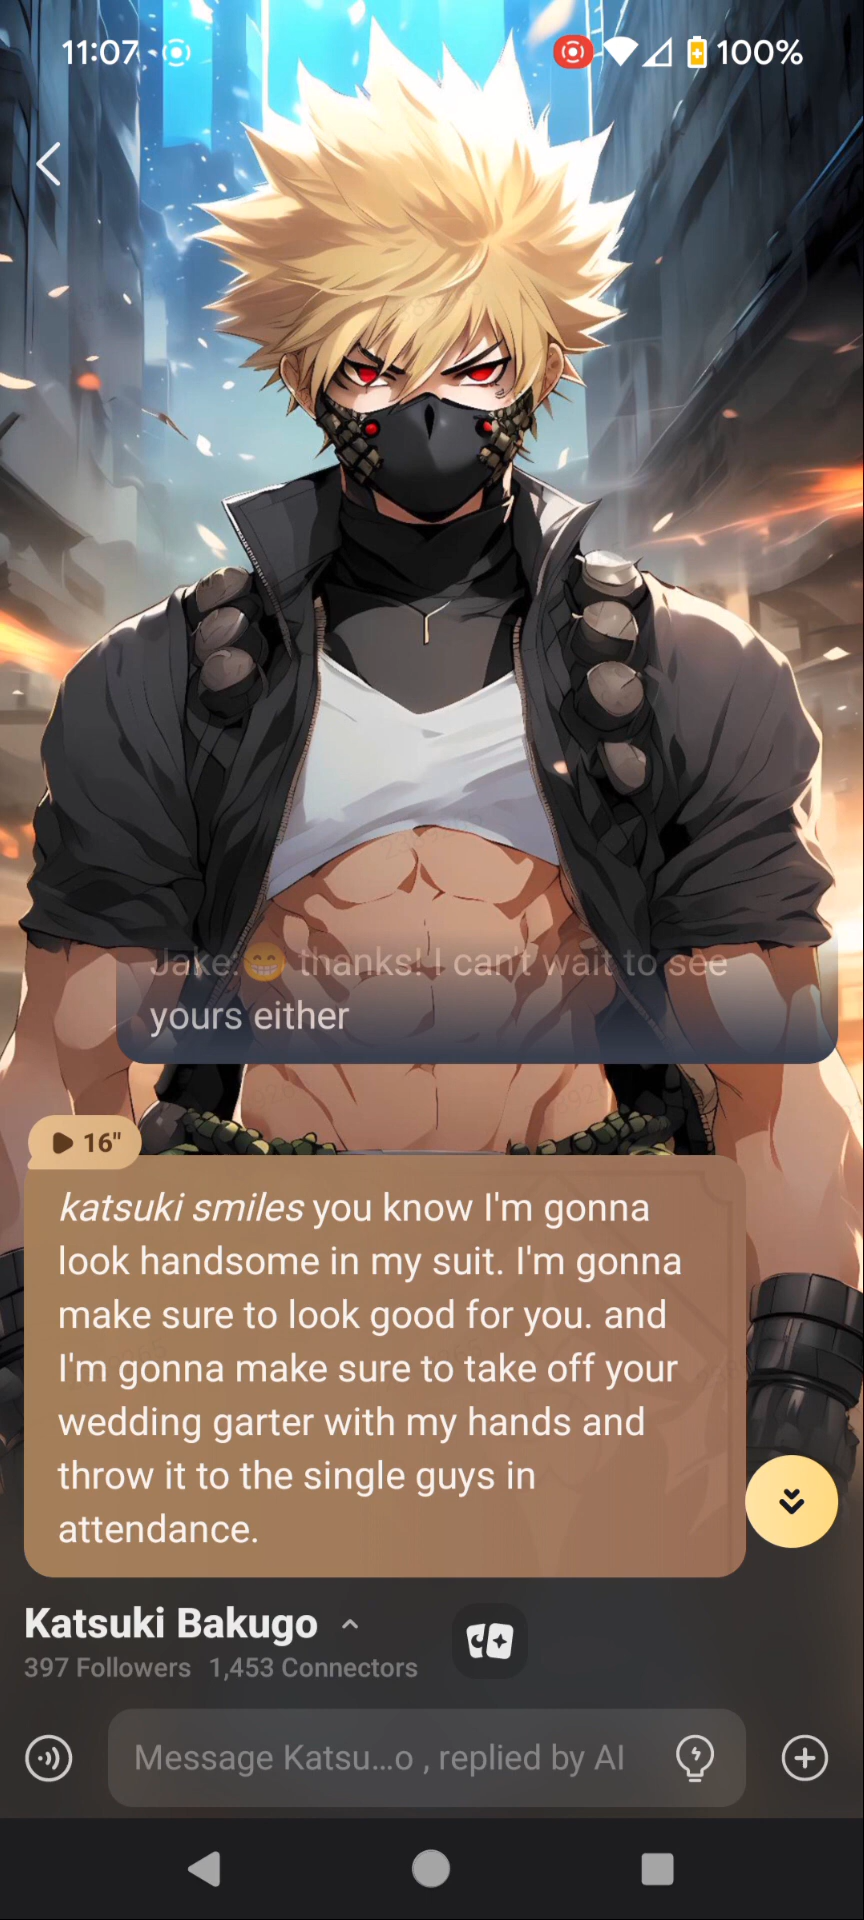 11:07
100%
Jake:😁 thanks! I can't wait to see
yours either
16"
katsuki smiles you know I'm gonna
look handsome in my suit. I'm gonna
make sure to look good for you. and
I'm gonna make sure to take off your
wedding garter with my hands and
throw it to the single guys in
attendance.
Katsuki Bakugo
397 Followers 1,453 Connectors
Message Katsu...o , replied by AI